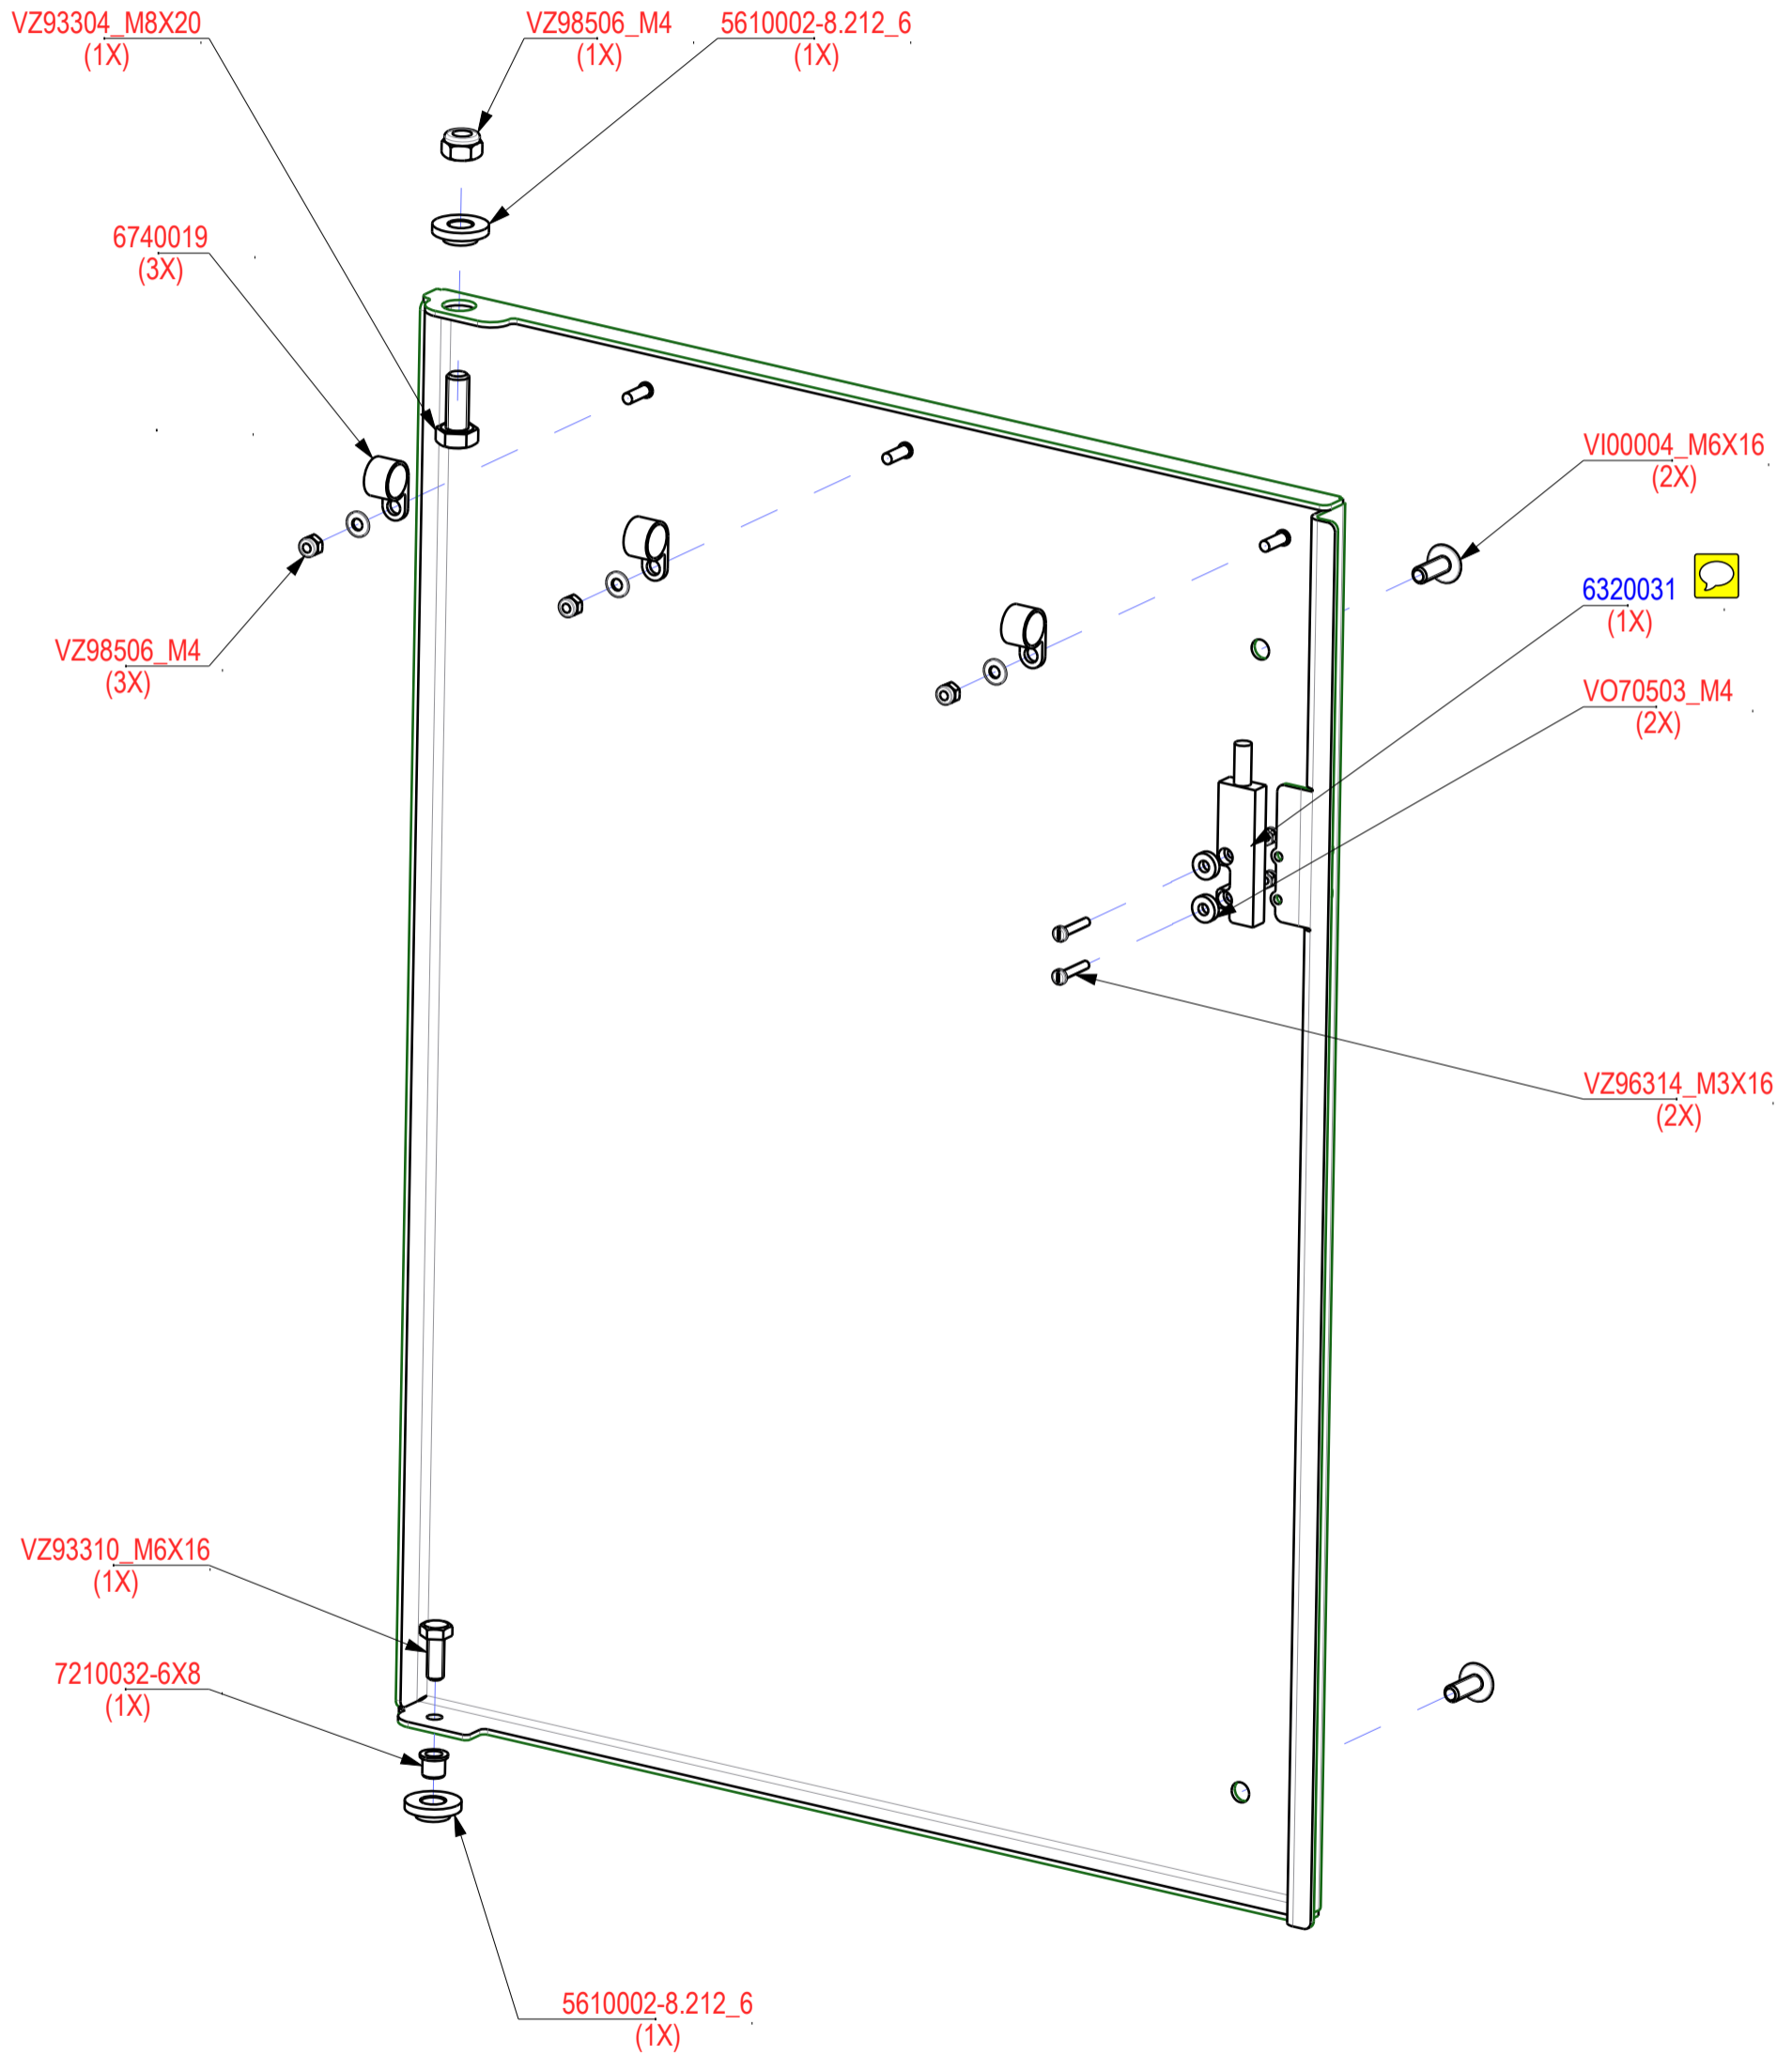 VZ93304_M8X20
(1X)
VZ98506_M4
(1X)
5610002-8.212_6
(1X)
6740019
(3X)
VI00004_M6X16
(2X)
6320031
(1X)
VZ98506_M4
(3X)
VO70503_M4
(2X)
VZ96314_M3X16
(2X)
VZ93310_M6X16
(1X)
7210032-6X8
(1X)
5610002-8.212_6
(1X)